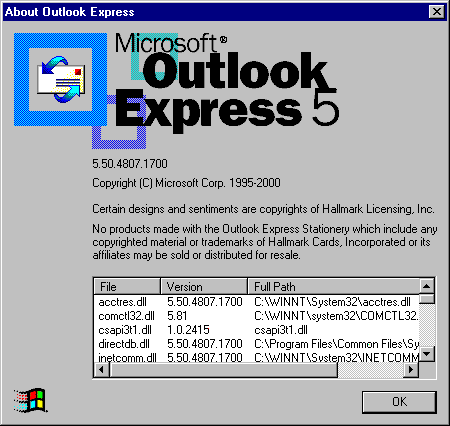 About Outlook Express
Microsoft®
Outlook
Express 5
5.50.4807.1700
Copyright (C) Microsoft Corp. 1995-2000
Certain designs and sentiments are copyrights of Hallmark Licensing, Inc.
No products made with the Outlook Express Stationery which include any
copyrighted material or trademarks of Hallmark Cards, Incorporated or its
affiliates may be sold or distributed for resale.
File Version Full Path
acctres.dll 5.50.4807.1700 C:\WINNT\System32\acctres.dll
comctl32.dll 5.81 C:\WINNT\system32\COMCTL32.
csapi3t1.dll 1.0.2415 csapi3t1.dll
directdb.dll 5.50.4807.1700 C:\Program Files\Common Files\Sy
inetcomm.dll 5.50.4807.1700 C:\WINNT\System32\INETCOMM
OK